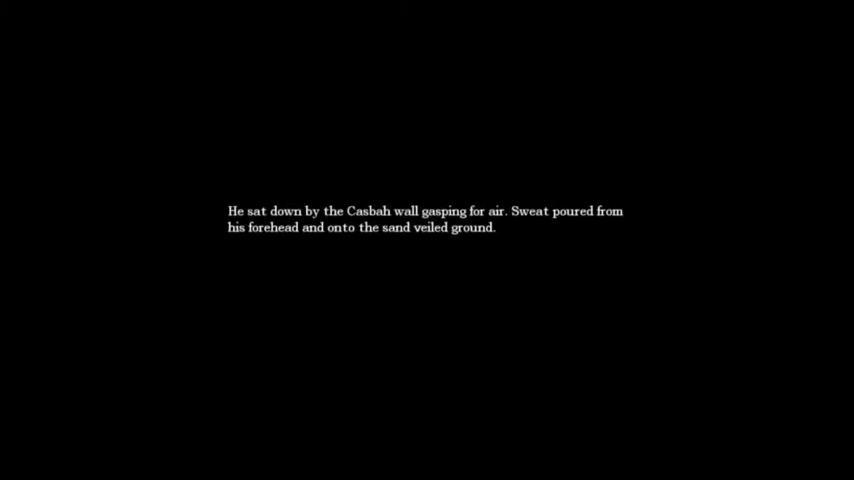 He sat down by the Casbah wall gasping for air. Sweat poured from
his forehead and onto the sand veiled ground.